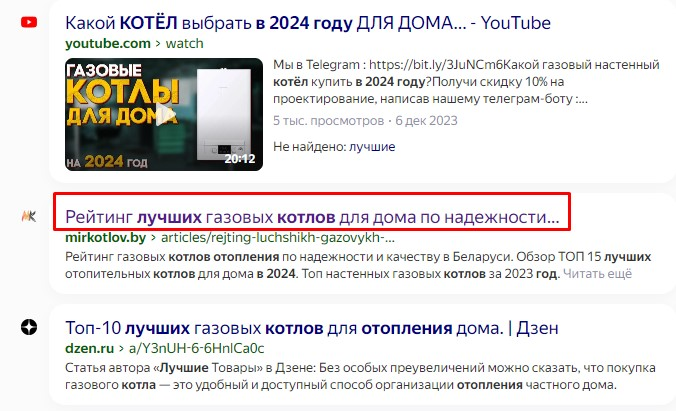 Какой КОТЁЛ выбрать в 2024 году ДЛЯ ДОМА... - YouTube
youtube.com › watch
ГАЗОВЫЕ
КОТЛЫ
ДЛЯ ДОМА
НА 2024 ГОД
20:12
Мы в Telegram : https://bit.ly/3JuNCm6Какой газовый настенный
котёл купить в 2024 году?Получи скидку 10% на
проектирование, написав нашему телеграм-боту :...
5 тыс. просмотров · 6 дек 2023
Не найдено: лучшие
МК
Рейтинг лучших газовых котлов для дома по надежности...
mirkotlov.by › articles/rejting-luchshikh-gazovykh-...
Рейтинг газовых котлов отопления по надежности и качеству в Беларуси. Обзор ТОП 15 лучших
отопительных котлов для дома в 2024. Топ настенных газовых котлов за 2023 год. Читать ещё
Топ-10 лучших газовых котлов для отопления дома. | Дзен
dzen.ru › a/Y3nUH-6-6HnICa0c
Статья автора «Лучшие Товары» в Дзене: Без особых преувеличений можно сказать, что покупка
газового котла — это удобный и доступный способ организации отопления частного дома.